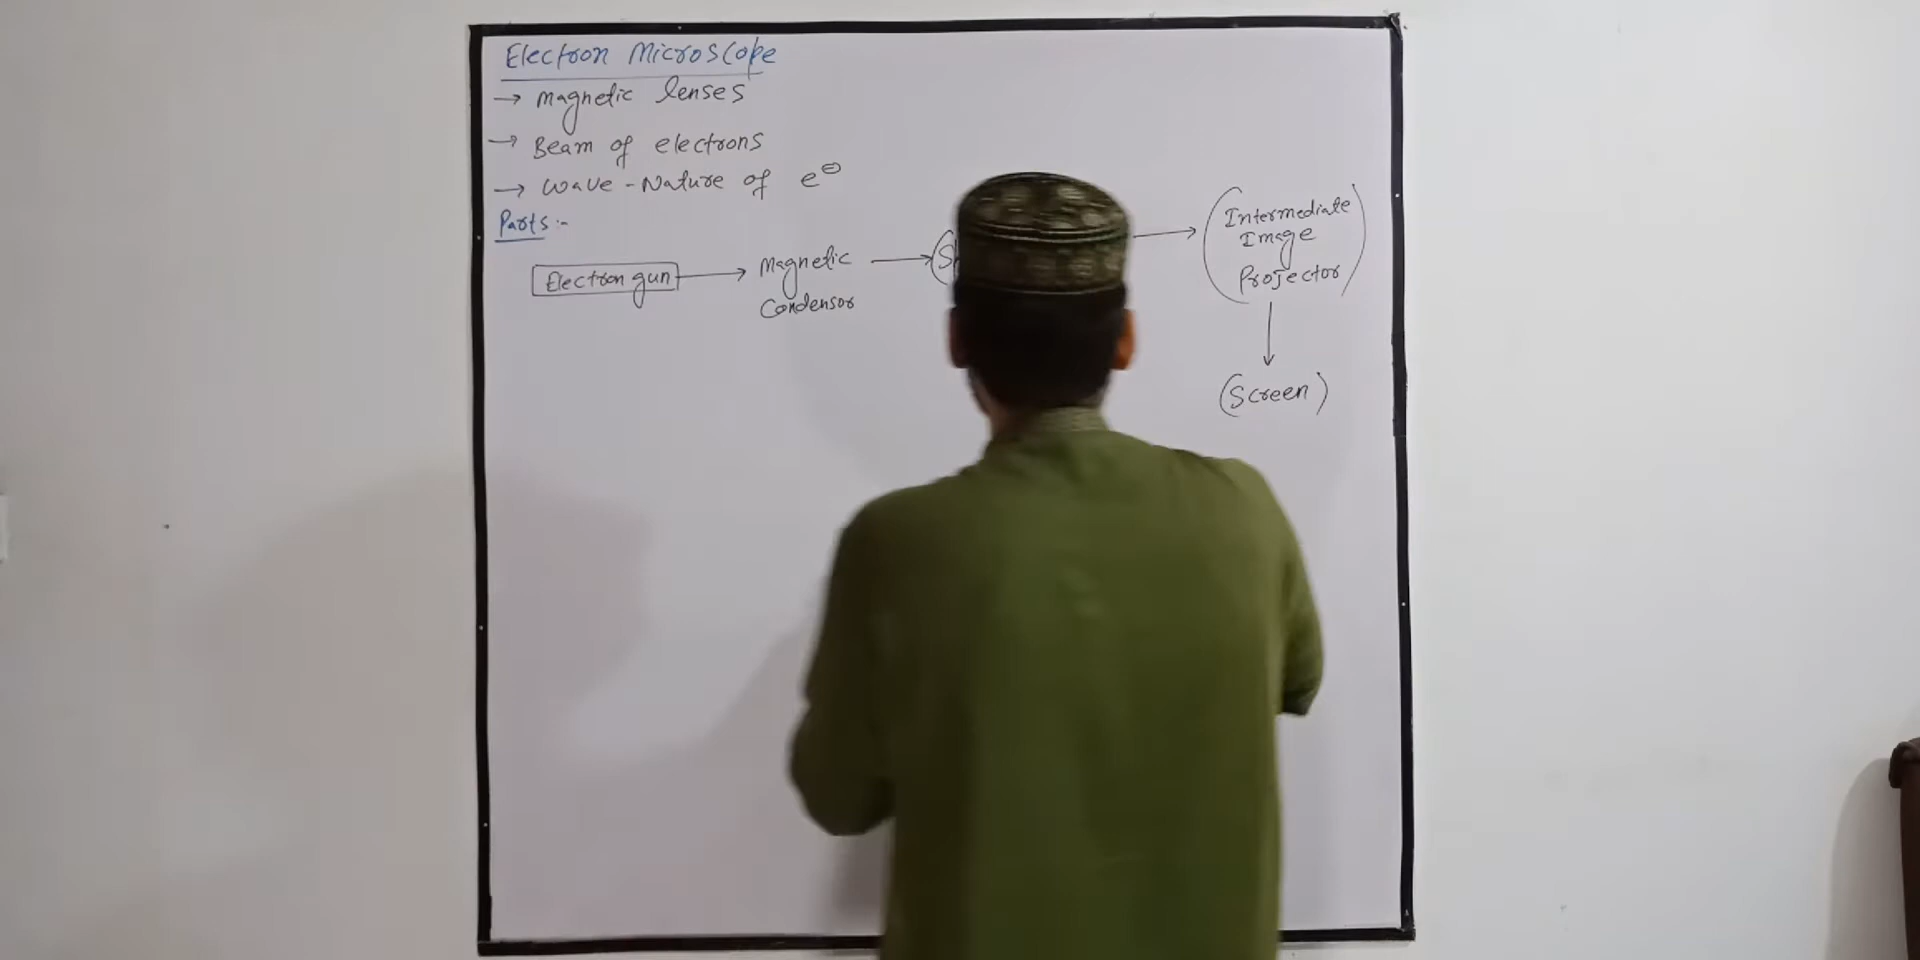 Electron Microscope
→ Magnetic lenses
→ Beam of electrons
→ Wave-Nature of e⊖
Parts:-
Electron gun → Magnetic Condensor → (S
→ (Intermediate
Image
Projector)
↓
(Screen)